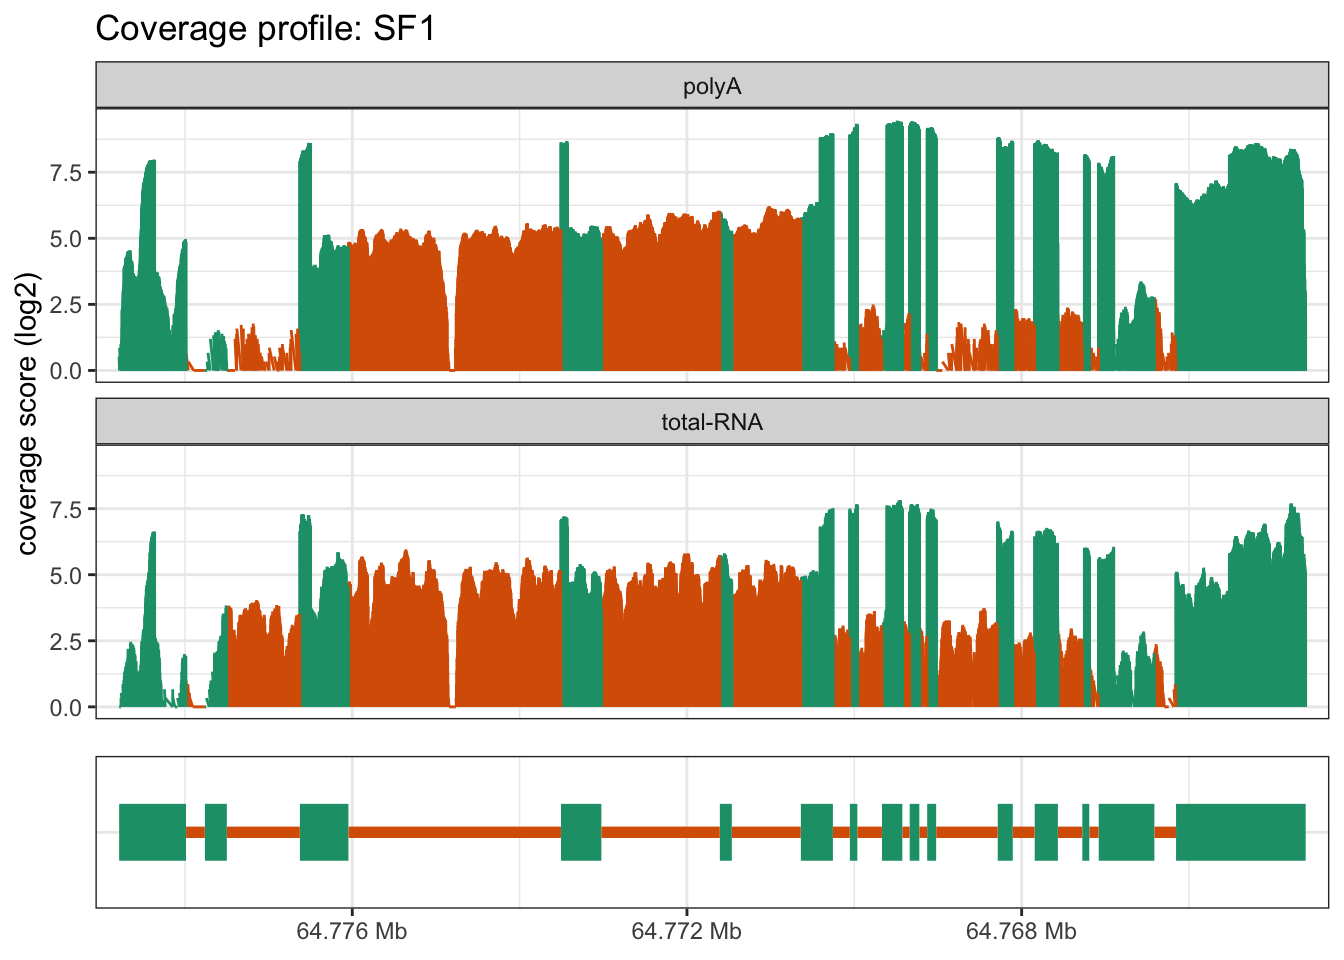 Coverage profile: SF1
polyA
7.5
5.0
2.5
0.0
coverage score (log2)
total-RNA
7.5
5.0
2.5
0.0
64.776 Mb
64.772 Mb
64.768 Mb